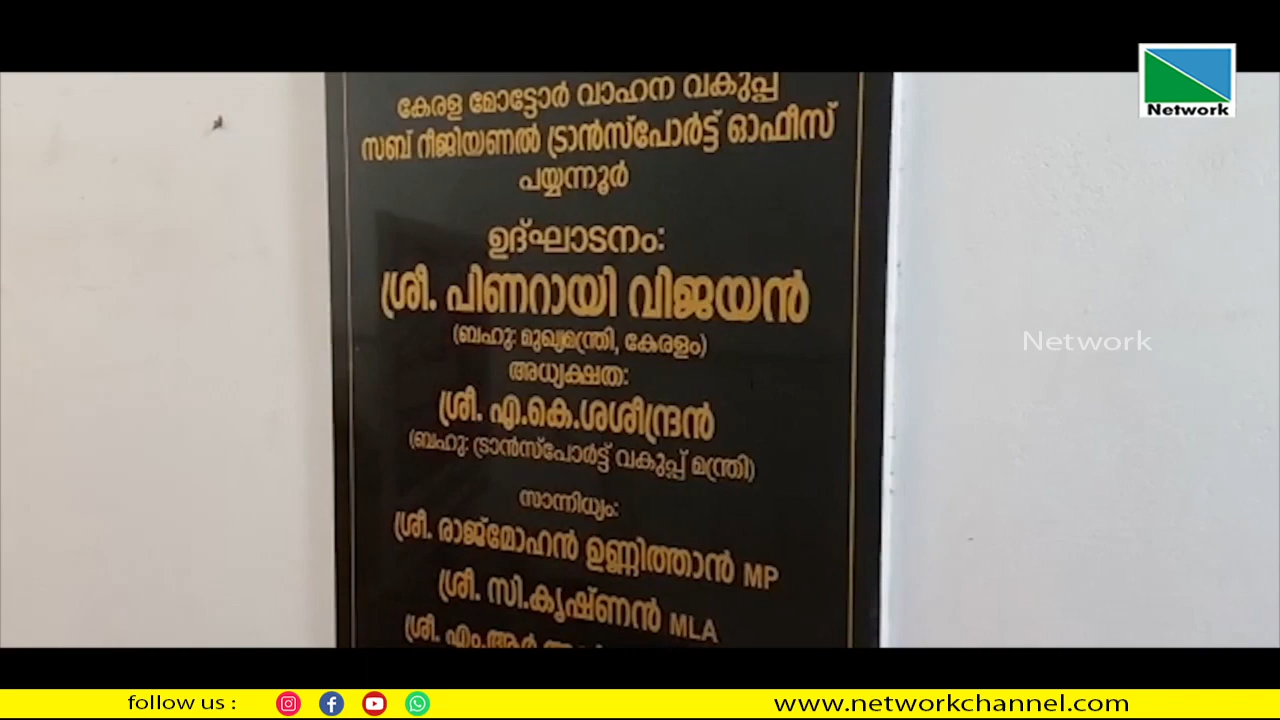 Network
കേരള മോട്ടോർ വാഹന വകുപ്പ്
സബ് റീജിയണൽ ട്രാൻസ്പോർട്ട് ഓഫീസ്
പയ്യന്നൂർ
ഉദ്ഘാടനം:
ശ്രീ. പിണറായി വിജയൻ
(ബഹു: മുഖ്യമന്ത്രി, കേരളം)
Network
അധ്യക്ഷത:
ശ്രീ. എ.കെ.ശശീന്ദ്രൻ
(ബഹു: ട്രാൻസ്പോർട്ട് വകുപ്പ് മന്ത്രി)
സാന്നിധ്യം:
ശ്രീ. രാജ്മോഹൻ ഉണ്ണിത്താൻ MP
ശ്രീ. സി.കൃഷ്ണൻ MLA
ശ്രീ. എം.ആർ
follow us :
www.networkchannel.com